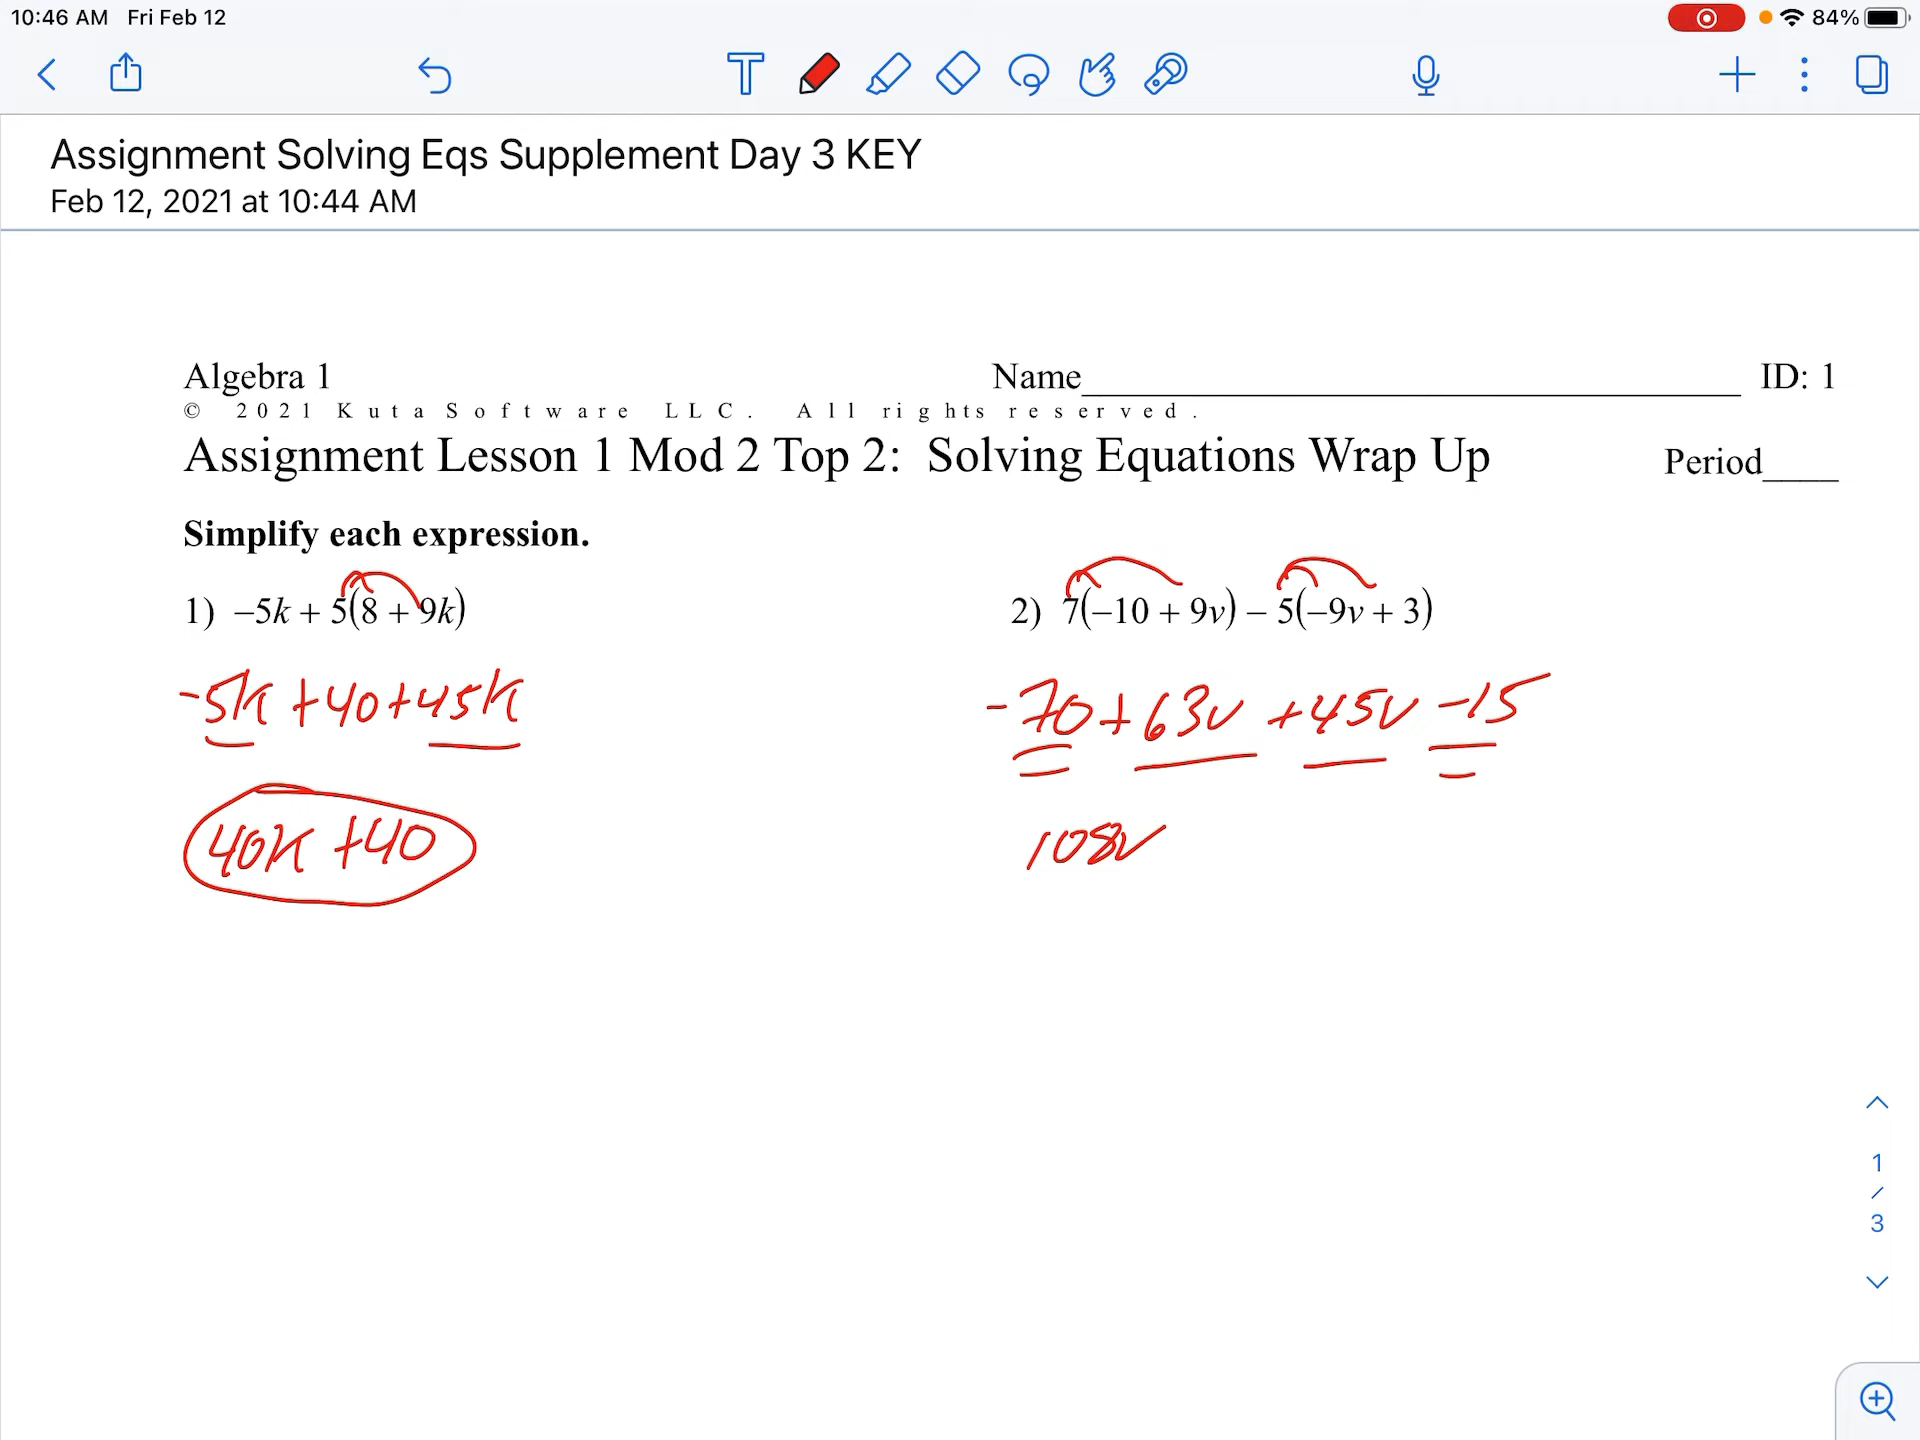 10:46 AM Fri Feb 12 84%
T
Assignment Solving Eqs Supplement Day 3 KEY
Feb 12, 2021 at 10:44 AM
Algebra 1 Name ID: 1
© 2021 Kuta Software LLC. All rights reserved.
Assignment Lesson 1 Mod 2 Top 2: Solving Equations Wrap Up Period
Simplify each expression.
1) −5k + 5(8 + 9k) 2) 7(−10 + 9v) − 5(−9v + 3)
-5k +40+45k -70+63v +45v -15
40k +40 108v
1
/
3